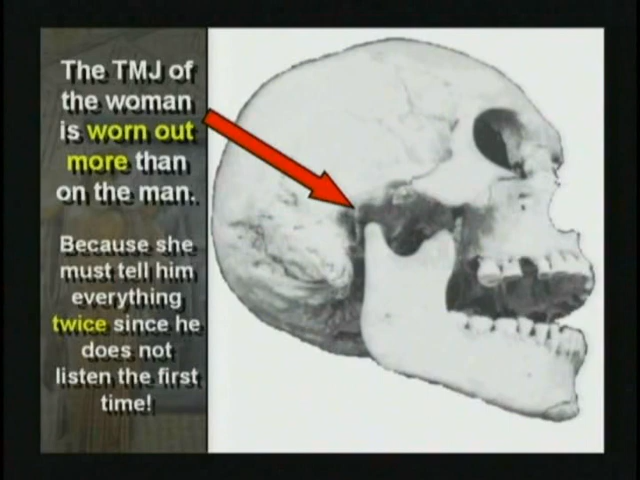 The TMJ of
the woman
is worn out
more than
on the man.
Because she
must tell him
everything
twice since he
does not
listen the first
time!